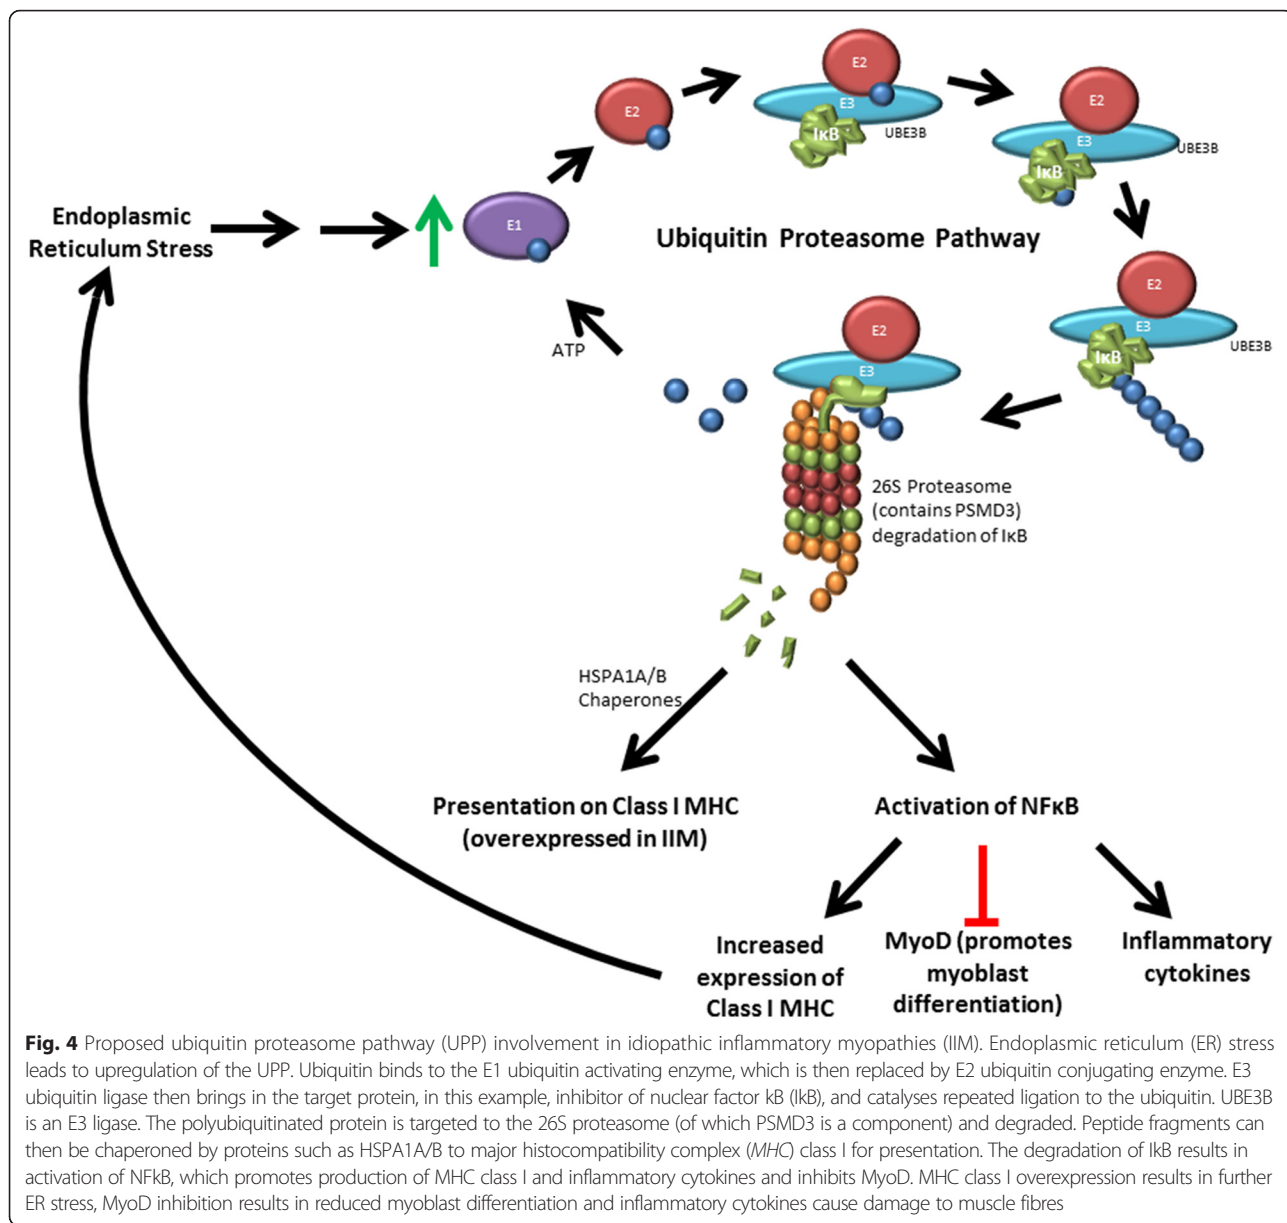 E2
E2
E3
IκB
UBE3B
E2
E3
UBE3B
IκB
Endoplasmic
Reticulum Stress
E1
Ubiquitin Proteasome Pathway
E2
E3
UBE3B
IκB
ATP
E2
E3
26S Proteasome
(contains PSMD3)
degradation of IκB
HSPA1A/B
Chaperones
Presentation on Class I MHC
(overexpressed in IIM)
Activation of NFκB
Increased
expression of
Class I MHC
MyoD (promotes
myoblast
differentiation)
Inflammatory
cytokines
Fig. 4 Proposed ubiquitin proteasome pathway (UPP) involvement in idiopathic inflammatory myopathies (IIM). Endoplasmic reticulum (ER) stress
leads to upregulation of the UPP. Ubiquitin binds to the E1 ubiquitin activating enzyme, which is then replaced by E2 ubiquitin conjugating enzyme. E3
ubiquitin ligase then brings in the target protein, in this example, inhibitor of nuclear factor kB (IkB), and catalyses repeated ligation to the ubiquitin. UBE3B
is an E3 ligase. The polyubiquitinated protein is targeted to the 26S proteasome (of which PSMD3 is a component) and degraded. Peptide fragments can
then be chaperoned by proteins such as HSPA1A/B to major histocompatibility complex (MHC) class I for presentation. The degradation of IkB results in
activation of NFkB, which promotes production of MHC class I and inflammatory cytokines and inhibits MyoD. MHC class I overexpression results in further
ER stress, MyoD inhibition results in reduced myoblast differentiation and inflammatory cytokines cause damage to muscle fibres